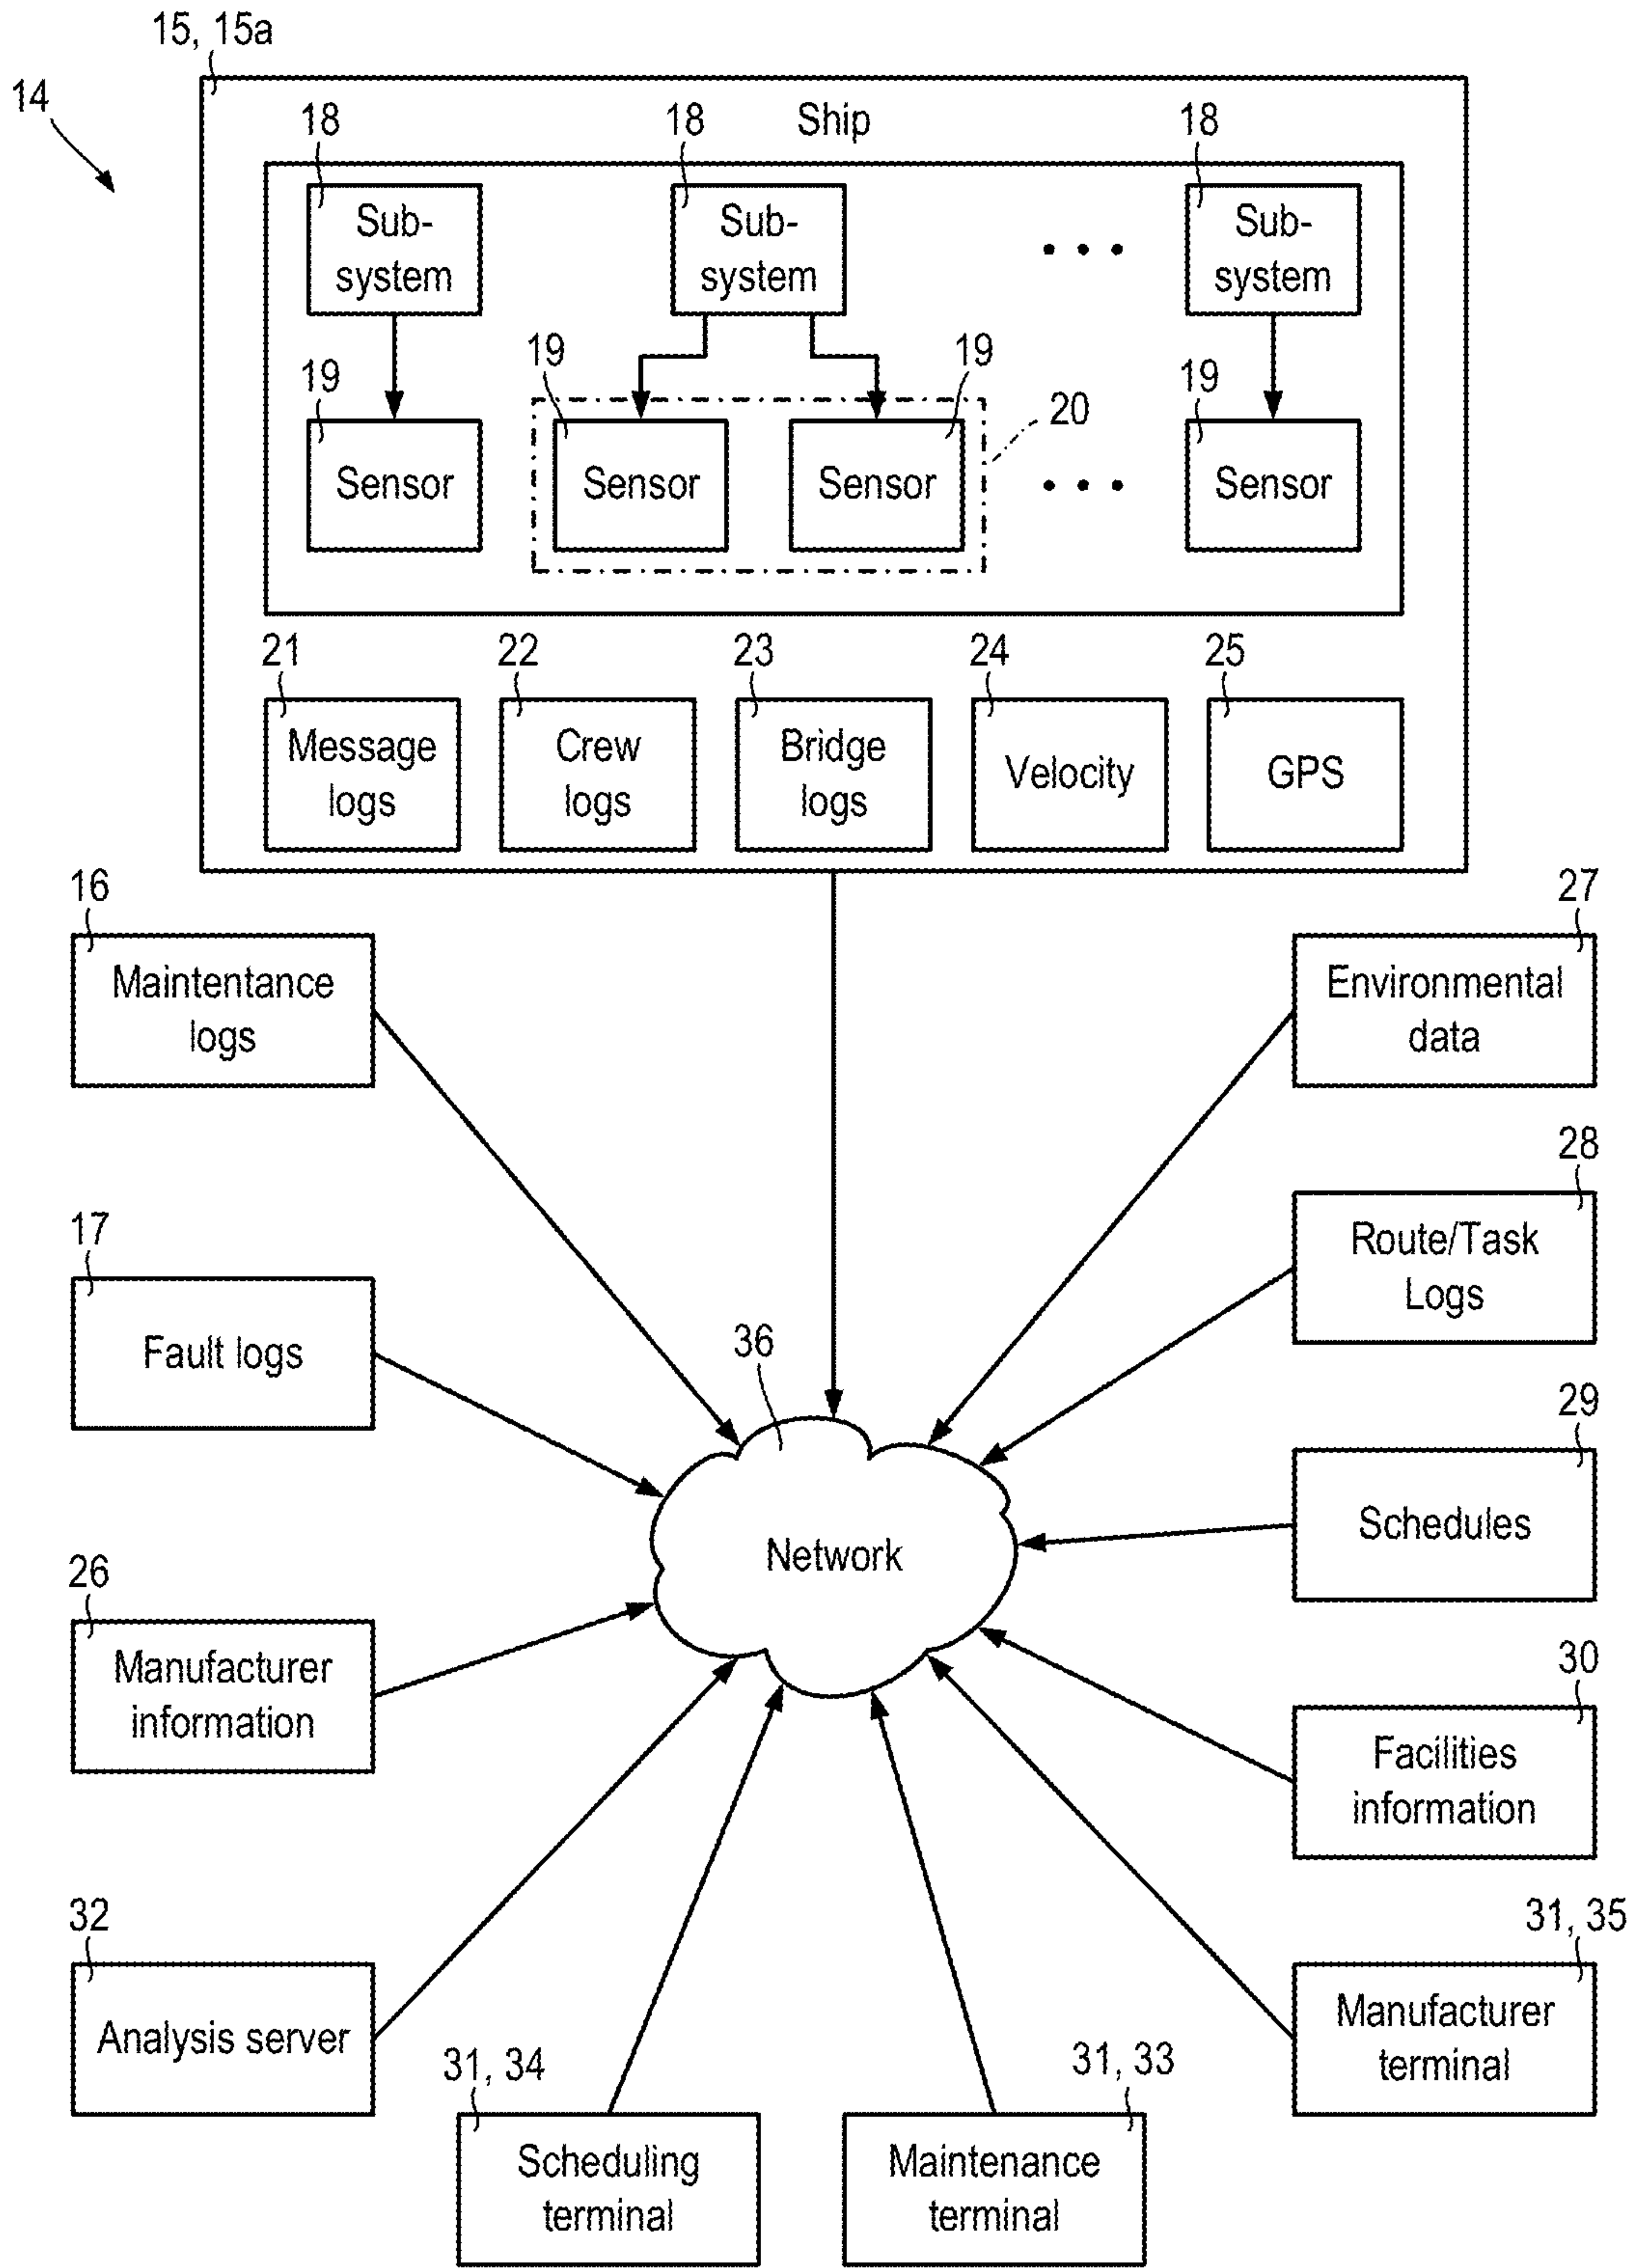 15, 15a
14
Ship
18
18
18
Sub-
system
Sub-
system
Sub-
system
19
19
19
19
20
Sensor
Sensor
Sensor
Sensor
21
22
23
24
25
Message
logs
Crew
logs
Bridge
logs
Velocity
GPS
16
Maintentance
logs
27
Environmental
data
28
Route/Task
Logs
17
Fault logs
36
Network
29
Schedules
26
Manufacturer
information
30
Facilities
information
32
Analysis server
31, 34
Scheduling
terminal
31, 33
Maintenance
terminal
31, 35
Manufacturer
terminal